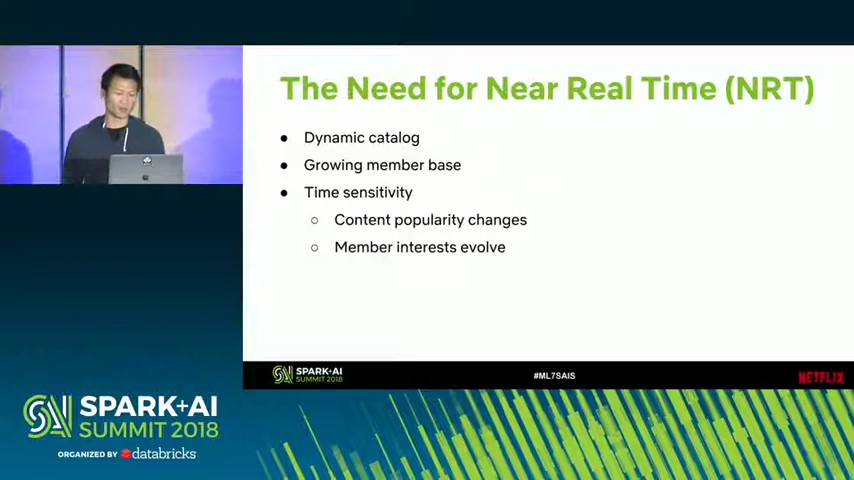 The Need for Near Real Time (NRT)
● Dynamic catalog
● Growing member base
● Time sensitivity
○ Content popularity changes
○ Member interests evolve
SPARK+AI
SUMMIT 2018
#ML7SAIS
NETFLIX
SPARK+AI
SUMMIT 2018
ORGANIZED BY databricks